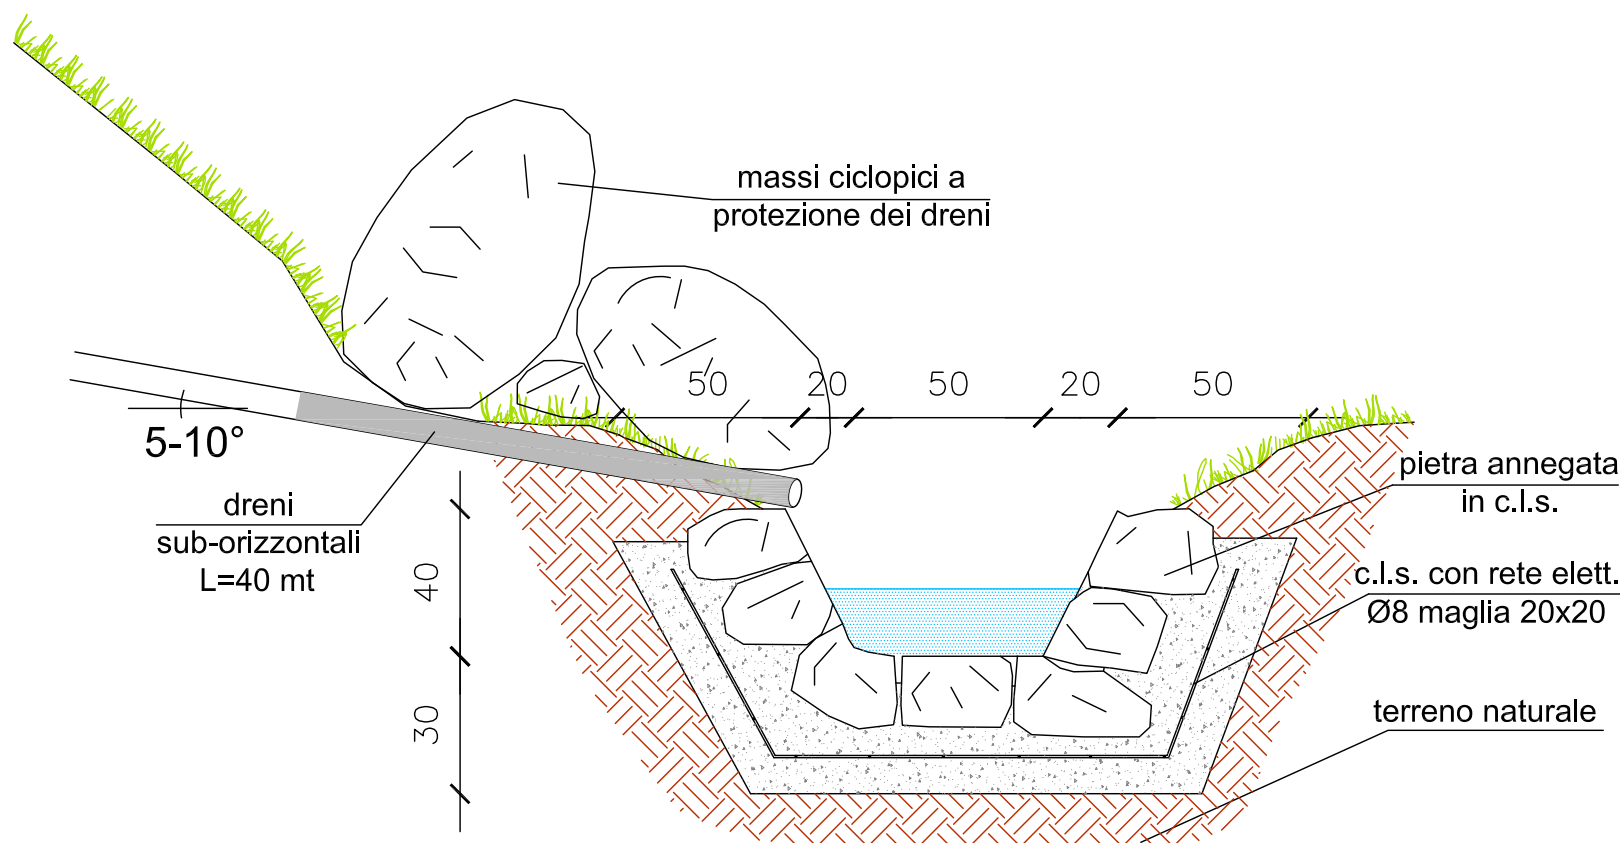 massi ciclopici a
protezione dei dreni
50 20 50 20 50
5-10°
dreni
sub-orizzontali
L=40 mt
40
30
pietra annegata
in c.l.s.
c.l.s. con rete elett.
Ø8 maglia 20x20
terreno naturale